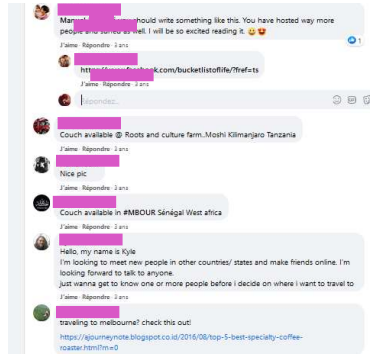 should write something like this. You have hosted way more
people and surfed as well. I will be so excited reading it.
1
J'aime Répondre 3 ans
.com/bucketlistoflife/?fref=ts
J'aime Répondre 3 ans
Répondez...
Couch available @ Roots and culture farm..Moshi Kilimanjaro Tanzania
J'aime Répondre 3 ans
Nice pic
J'aime Répondre 3 ans
Couch available in #MBOUR Sénégal West africa
J'aime Répondre 3 ans
Hello, my name is Kyle
I'm looking to meet new people in other countries/ states and make friends online. I'm
looking forward to talk to anyone.
just wanna get to know one or more people before i decide on where i want to travel to
J'aime Répondre 3 ans
traveling to melbourne? check this out!
https://ajourneynote.blogspot.co.id/2016/08/top-5-best-specialty-coffee-
roaster.html?m=0